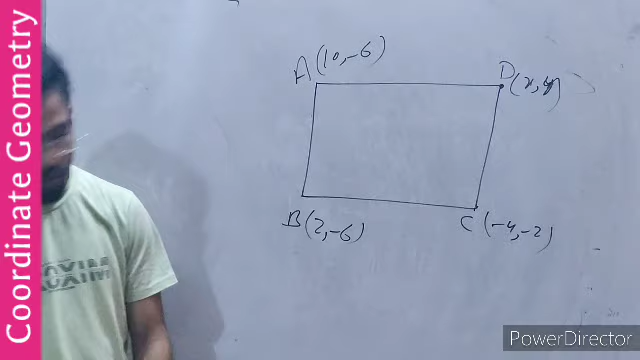 Coordinate Geometry
A (10,-6)
D (x, y)
B (2,-6)
C (-4,-2)
PowerDirector